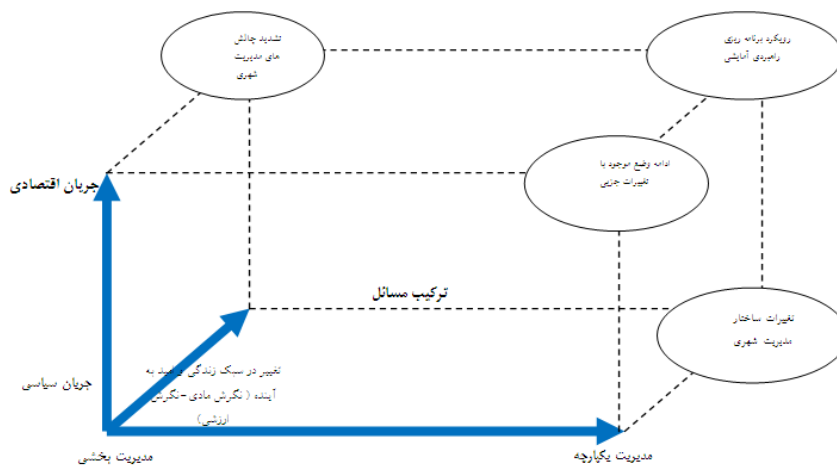 تشدید چالش
های مدیریت
شهری
رویکرد برنامه ریزی
راهبردی آمایشی
ادامه وضع موجود با
تغییرات جزیی
جریان اقتصادی
ترکیب مسائل
تغییرات ساختار
مدیریت شهری
تغییر در سبک زندگی و امید به
آینده ( نگرش مادی -نگرش
ارزشی)
جریان سیاسی
مدیریت بخشی
مدیریت یکپارچه